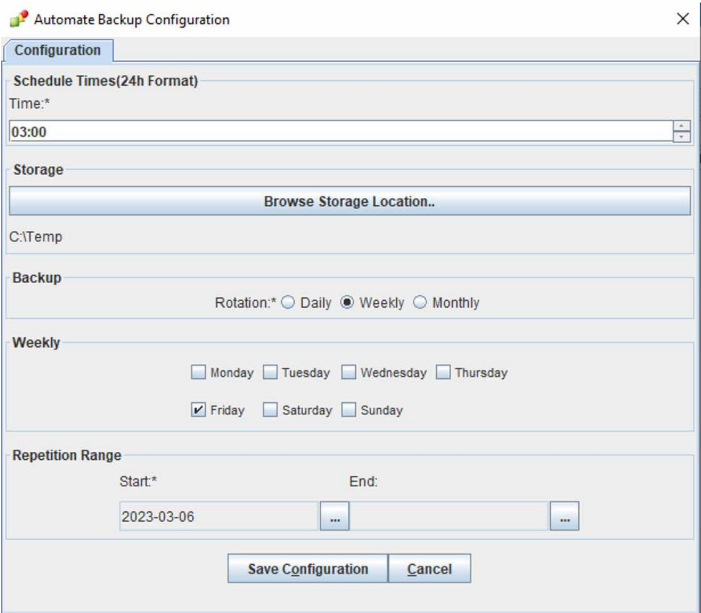 Automate Backup Configuration
Configuration
Schedule Times(24h Format)
Time:*
03:00
Storage
Browse Storage Location..
C:\Temp
Backup
Rotation:* Daily Weekly Monthly
Weekly
Monday Tuesday Wednesday Thursday
Friday Saturday Sunday
Repetition Range
Start:* End:
2023-03-06 ... ...
Save Configuration Cancel